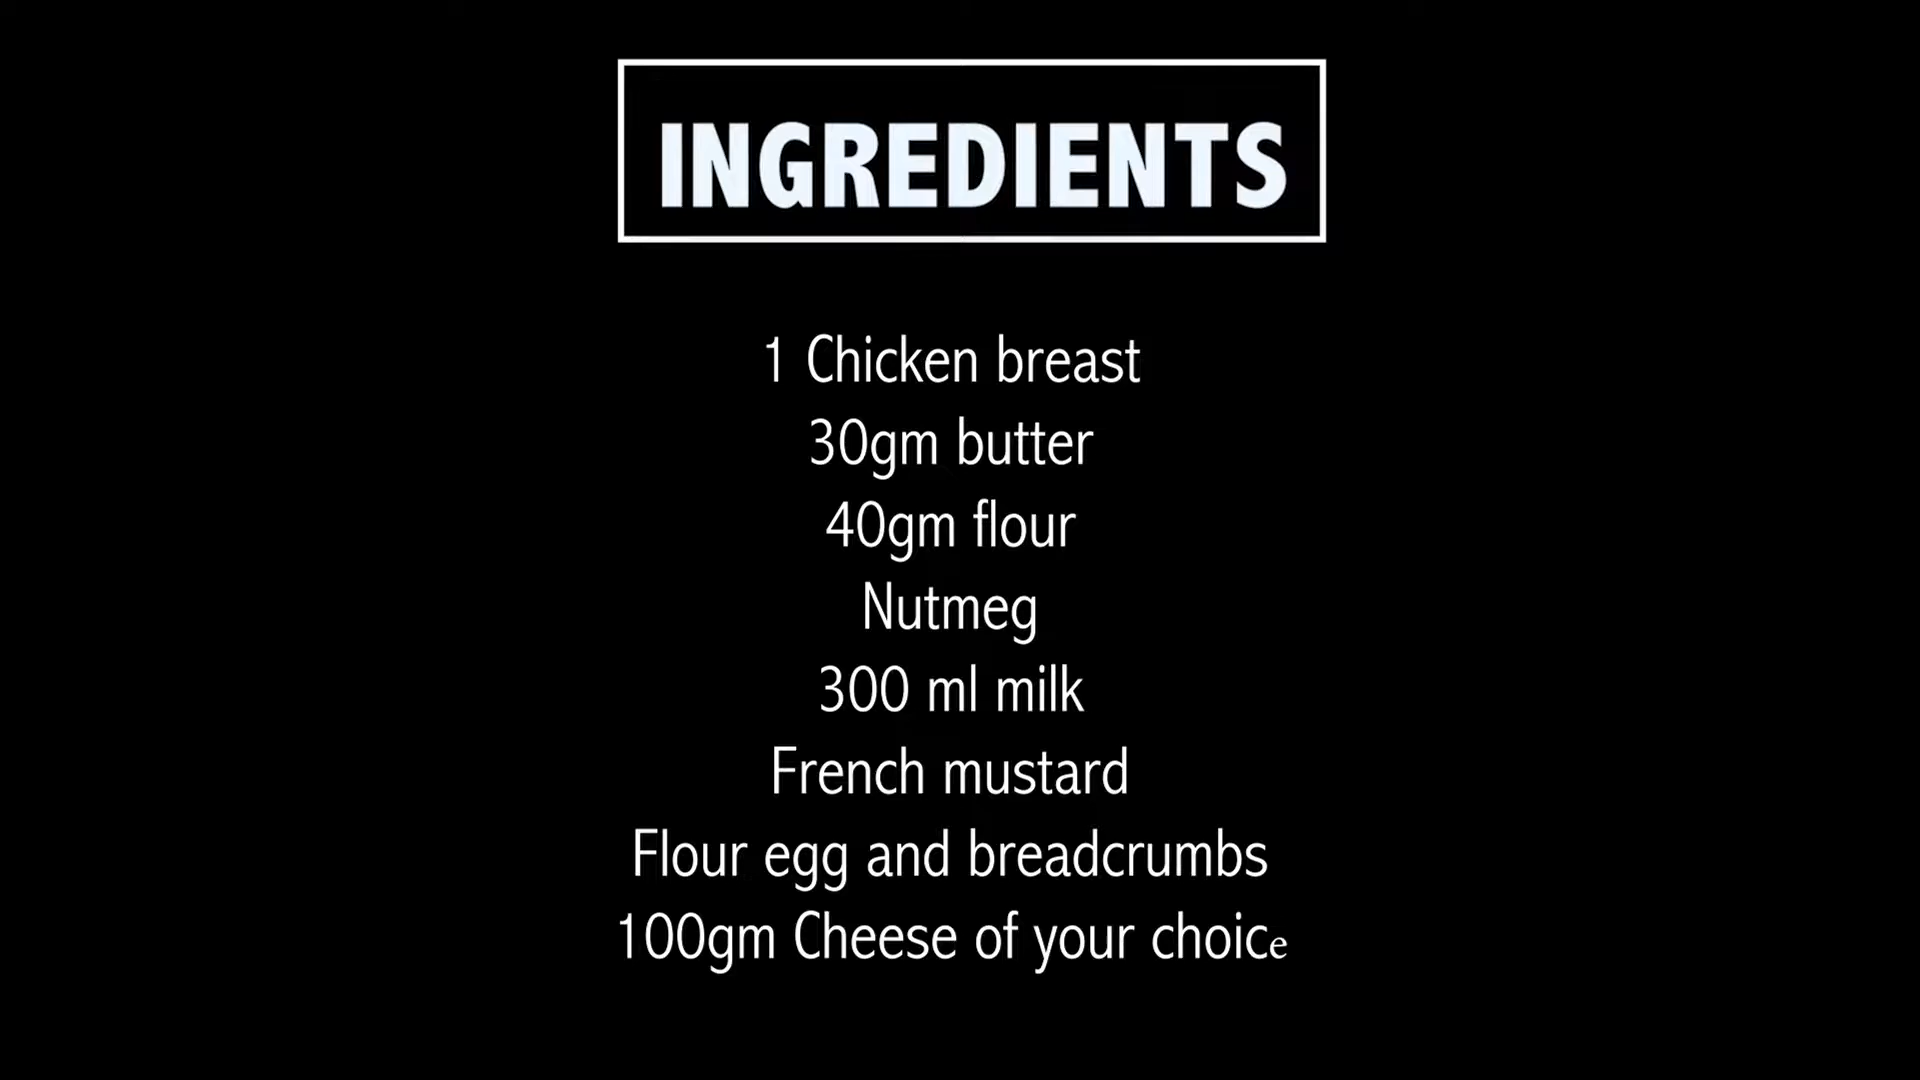 INGREDIENTS
1 Chicken breast
30gm butter
40gm flour
Nutmeg
300 ml milk
French mustard
Flour egg and breadcrumbs
100gm Cheese of your choice